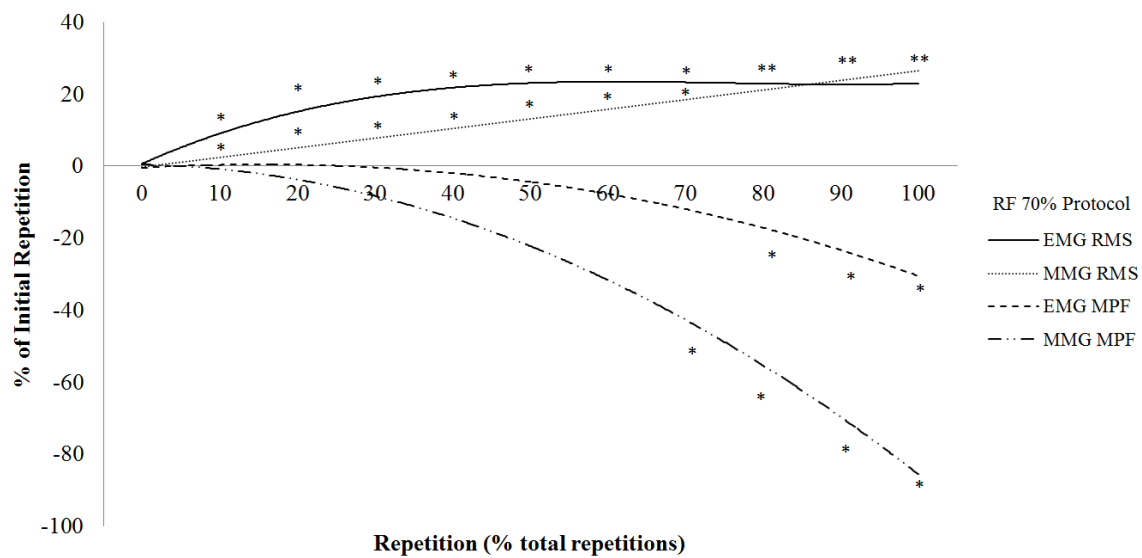 40
* * * * * * * ** ** **
20
* * * * * * *
0
0 10 20 30 40 50 60 70 80 90 100
RF 70% Protocol
-20
EMG RMS
* * *
MMG RMS
-40
EMG MPF
*
MMG MPF
-60
*
-80
*
*
-100
% of Initial Repetition
Repetition (% total repetitions)